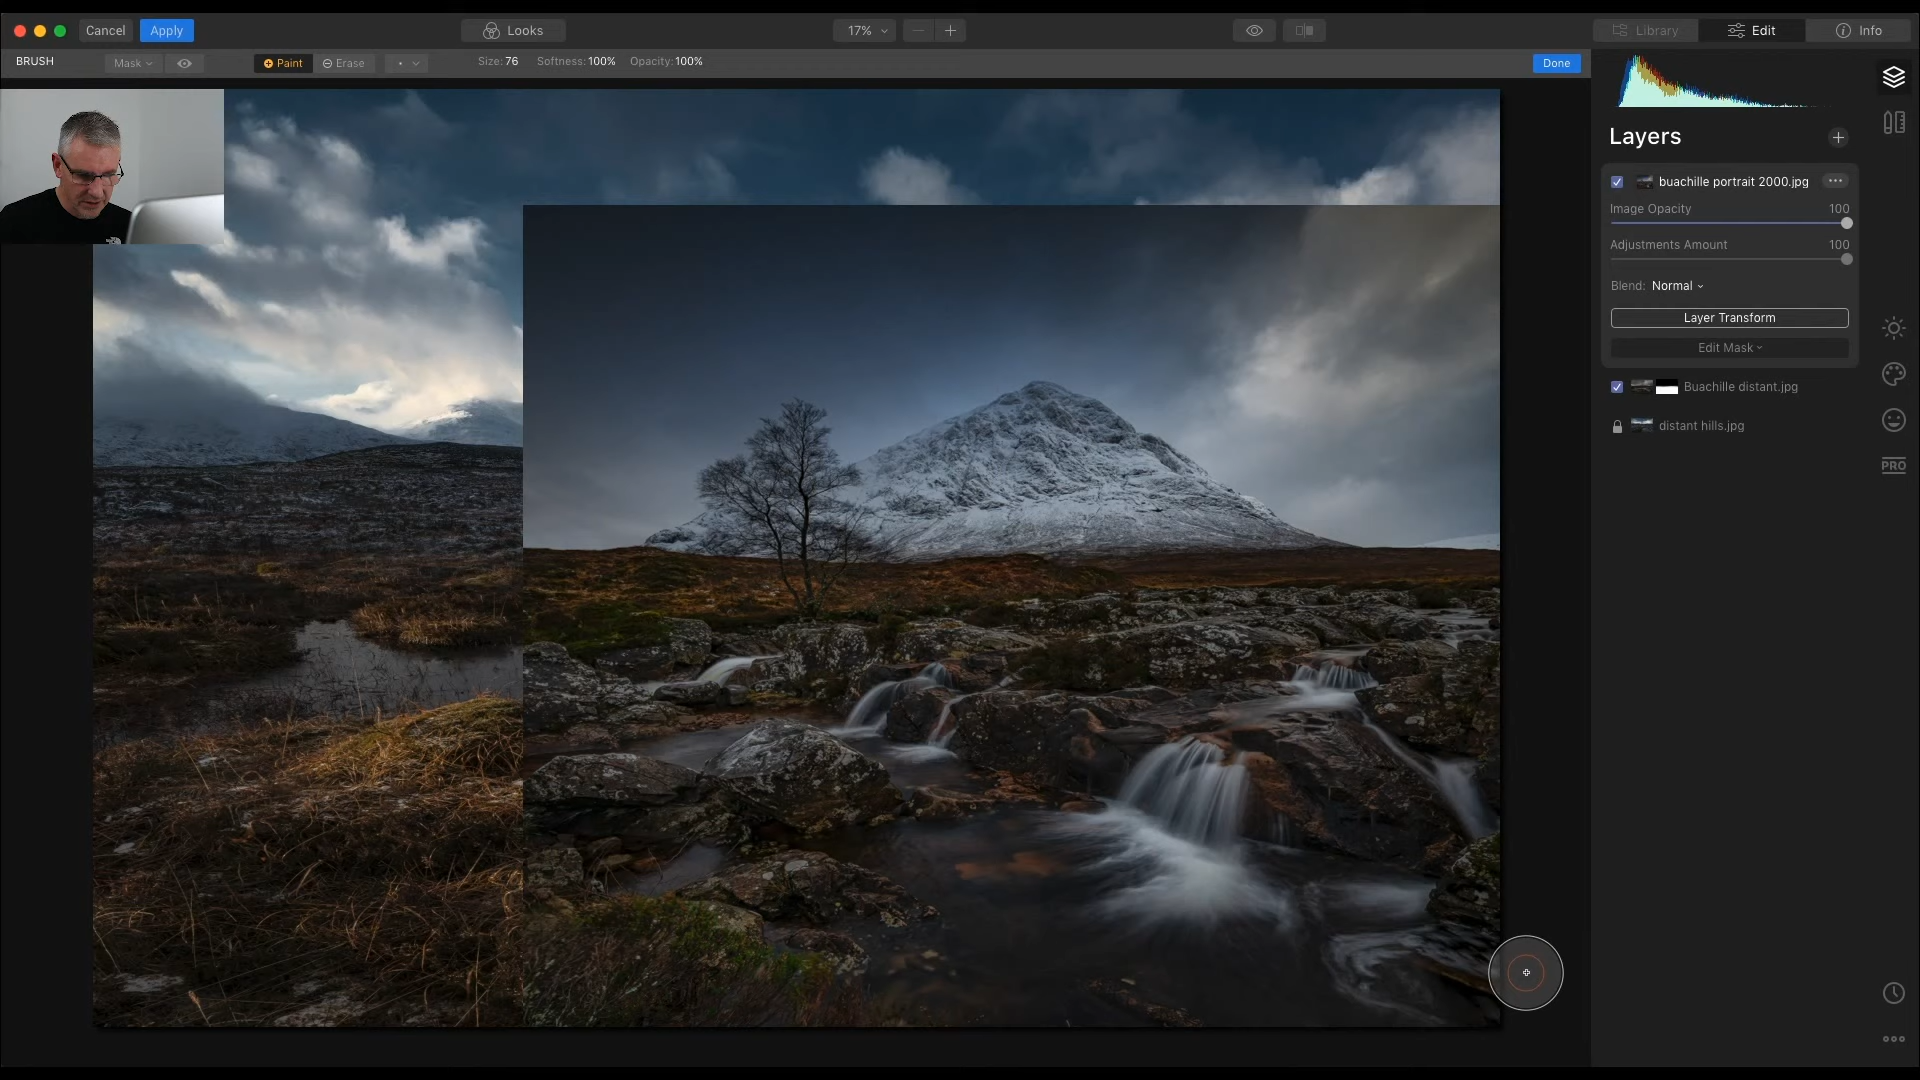 Cancel Apply Looks 17% Library Edit Info
BRUSH Mask Paint Erase Size: 76 Softness: 100% Opacity: 100% Done
Layers
buachille portrait 2000.jpg
Image Opacity 100
Adjustments Amount 100
Blend: Normal
Layer Transform
Edit Mask
Buachille distant.jpg
distant hills.jpg
PRO